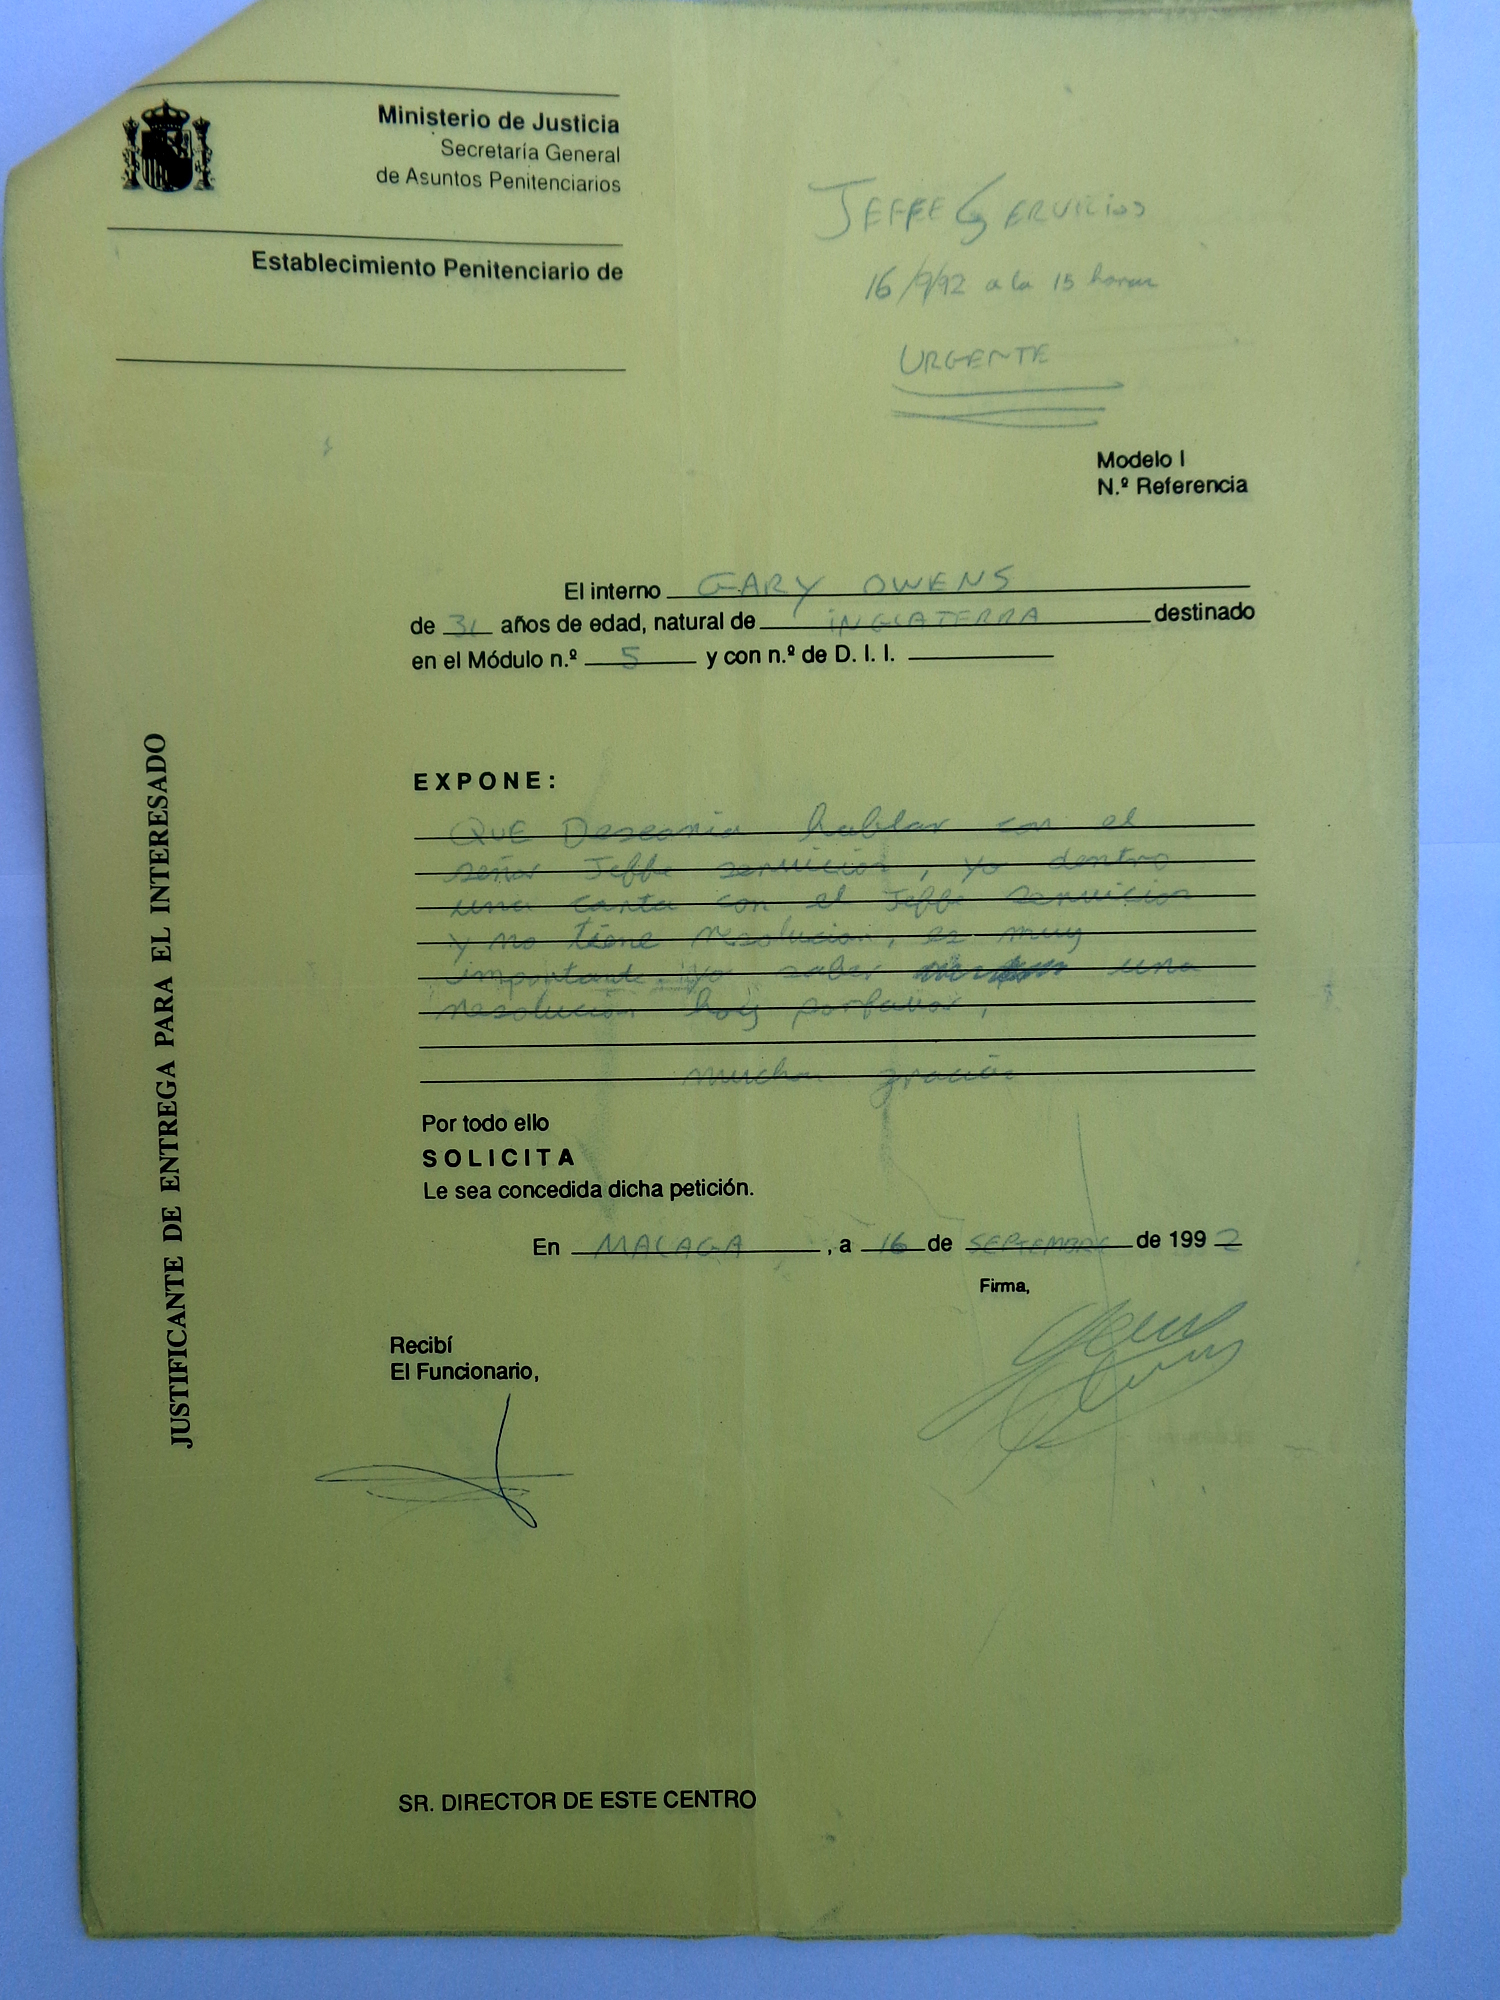 Ministerio de Justicia
Secretaría General
de Asuntos Penitenciarios
Establecimiento Penitenciario de
JEFFE SERVICIOS
16/9/92 a la 15 horas
URGENTE
Modelo I
N.º Referencia
El interno GARY OWENS
de 31 años de edad, natural de INGLATERRA destinado
en el Módulo n.º 5 y con n.º de D. I. I.
EXPONE:
QUE Desearia hablar con el
señor Jeffe servicios, yo dentro
una carta con el Jeffe servicios
y no tiene resolucion, es muy
importante yo saber una
resolucion hoy porfavor,
muchas gracias
Por todo ello
SOLICITA
Le sea concedida dicha petición.
En MALAGA, a 16 de SEPTEMBRE de 1992
Firma,
Recibí
El Funcionario,
JUSTIFICANTE DE ENTREGA PARA EL INTERESADO
SR. DIRECTOR DE ESTE CENTRO